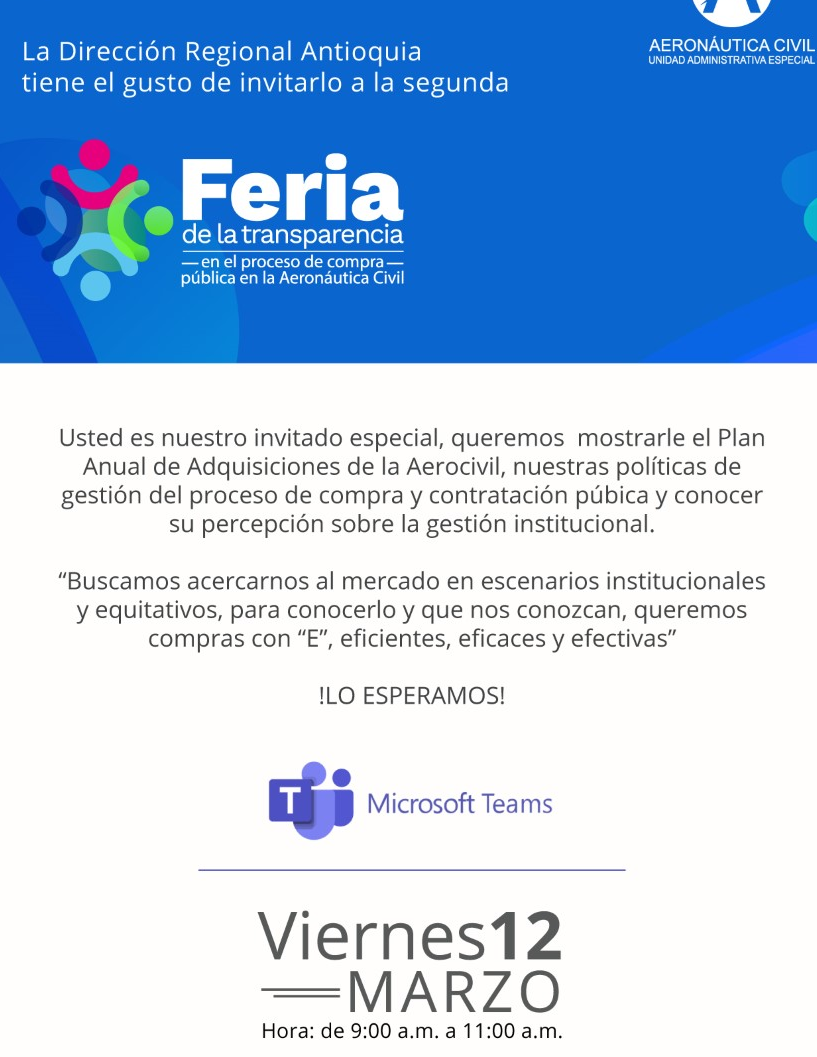 AERONÁUTICA CIVIL
UNIDAD ADMINISTRATIVA ESPECIAL
La Dirección Regional Antioquia
tiene el gusto de invitarlo a la segunda
Feria
de la transparencia
— en el proceso de compra —
pública en la Aeronáutica Civil
Usted es nuestro invitado especial, queremos  mostrarle el Plan
Anual de Adquisiciones de la Aerocivil, nuestras políticas de
gestión del proceso de compra y contratación púbica y conocer
su percepción sobre la gestión institucional.
“Buscamos acercarnos al mercado en escenarios institucionales
y equitativos, para conocerlo y que nos conozcan, queremos
compras con “E”, eficientes, eficaces y efectivas”
!LO ESPERAMOS!
T Microsoft Teams
Viernes12
MARZO
Hora: de 9:00 a.m. a 11:00 a.m.